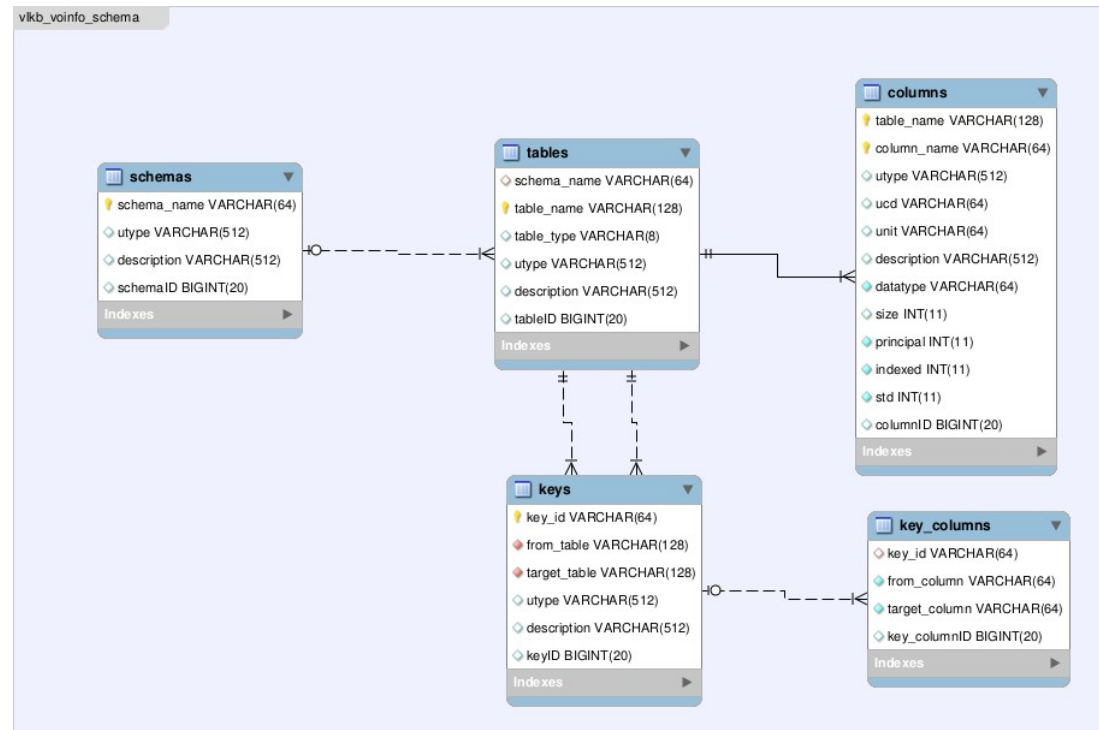 vlkb_voinfo_schema
schemas
schema_name VARCHAR(64)
utype VARCHAR(512)
description VARCHAR(512)
schemaID BIGINT(20)
Indexes
tables
schema_name VARCHAR(64)
table_name VARCHAR(128)
table_type VARCHAR(8)
utype VARCHAR(512)
description VARCHAR(512)
tableID BIGINT(20)
Indexes
columns
table_name VARCHAR(128)
column_name VARCHAR(64)
utype VARCHAR(512)
ucd VARCHAR(64)
unit VARCHAR(64)
description VARCHAR(512)
datatype VARCHAR(64)
size INT(11)
principal INT(11)
indexed INT(11)
std INT(11)
columnID BIGINT(20)
Indexes
keys
key_id VARCHAR(64)
from_table VARCHAR(128)
target_table VARCHAR(128)
utype VARCHAR(512)
description VARCHAR(512)
keyID BIGINT(20)
Indexes
key_columns
key_id VARCHAR(64)
from_column VARCHAR(64)
target_column VARCHAR(64)
key_columnID BIGINT(20)
Indexes